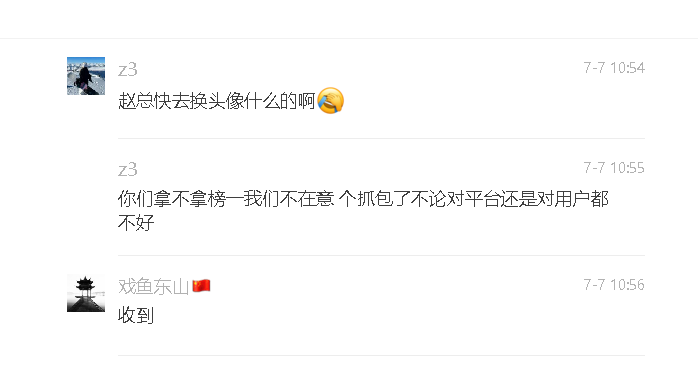 z3
7-7 10:54
赵总快去换头像什么的啊
z3
7-7 10:55
你们拿不拿榜一我们不在意 个抓包了不论对平台还是对用户都
不好
戏鱼东山🇨🇳
7-7 10:56
收到